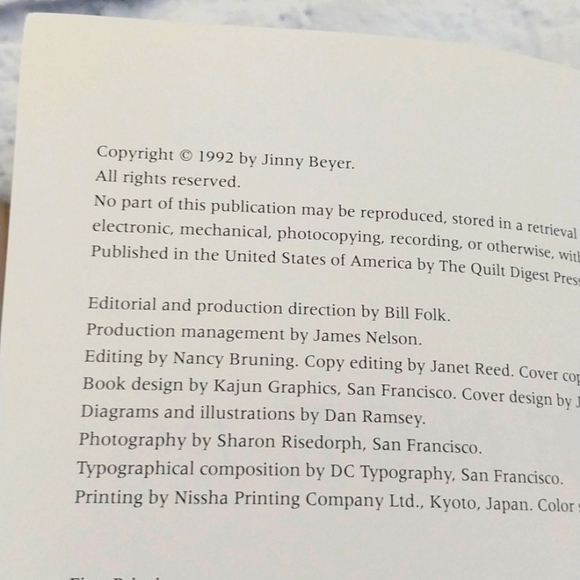 Copyright © 1992 by Jinny Beyer.
All rights reserved.
No part of this publication may be reproduced, stored in a retrieval
electronic, mechanical, photocopying, recording, or otherwise, with
Published in the United States of America by The Quilt Digest Press
Editorial and production direction by Bill Folk.
Production management by James Nelson.
Editing by Nancy Bruning. Copy editing by Janet Reed. Cover
Book design by Kajun Graphics, San Francisco. Cover design by
Diagrams and illustrations by Dan Ramsey.
Photography by Sharon Risedorph, San Francisco.
Typographical composition by DC Typography, San Francisco.
Printing by Nissha Printing Company Ltd., Kyoto, Japan. Color